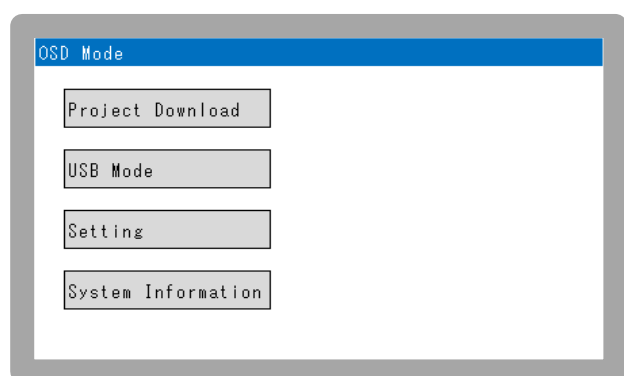 OSD Mode
Project Download
USB Mode
Setting
System Information